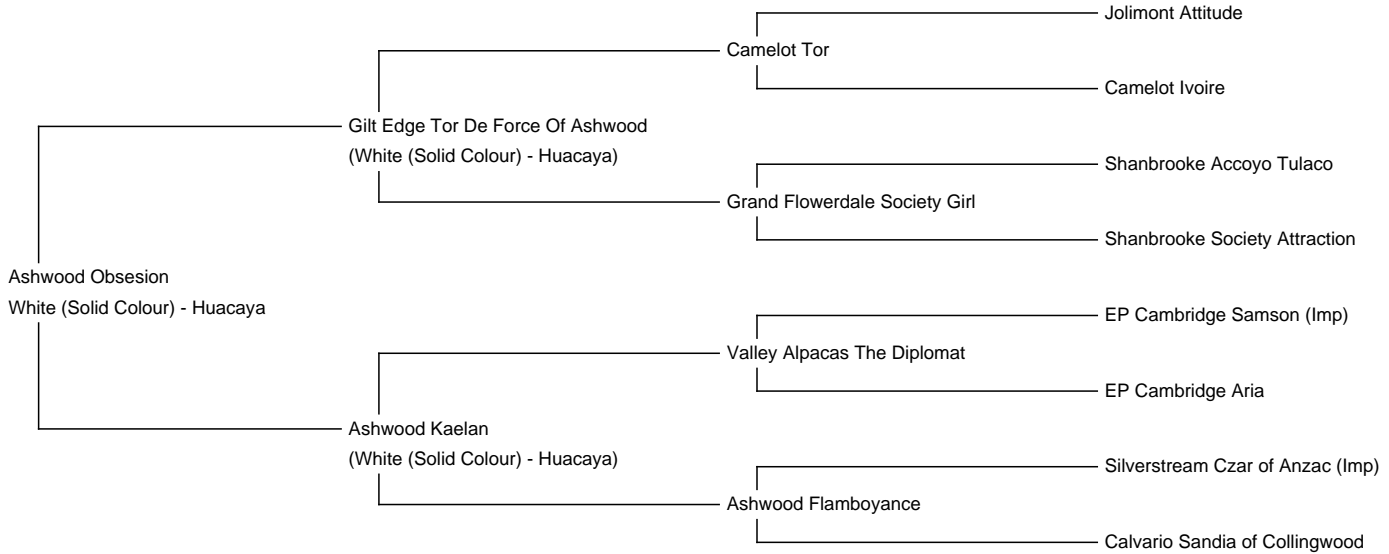 Jolimont Attitude
Camelot Tor
Camelot Ivoire
Gilt Edge Tor De Force Of Ashwood
(White (Solid Colour) - Huacaya)
Shanbrooke Accoyo Tulaco
Grand Flowerdale Society Girl
Shanbrooke Society Attraction
Ashwood Obsesion
White (Solid Colour) - Huacaya
EP Cambridge Samson (Imp)
Valley Alpacas The Diplomat
EP Cambridge Aria
Ashwood Kaelan
(White (Solid Colour) - Huacaya)
Silverstream Czar of Anzac (Imp)
Ashwood Flamboyance
Calvario Sandia of Collingwood